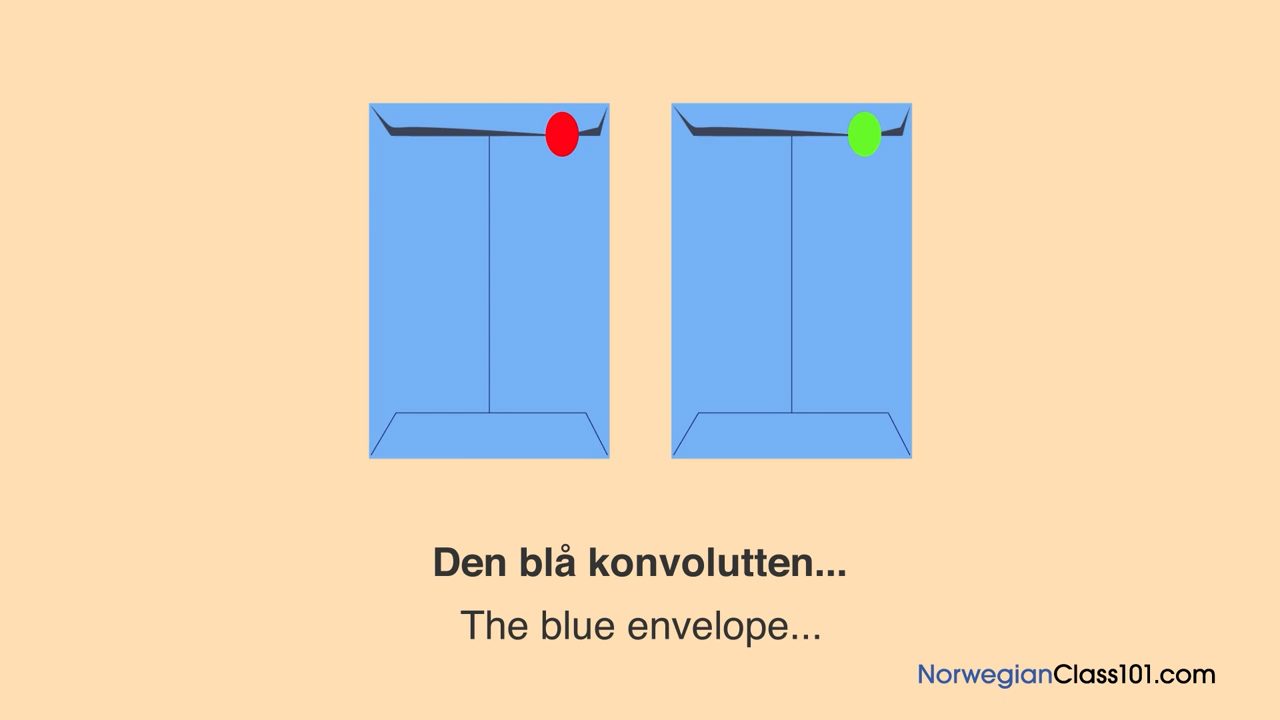 Den blå konvolutten...
The blue envelope...
NorwegianClass101.com